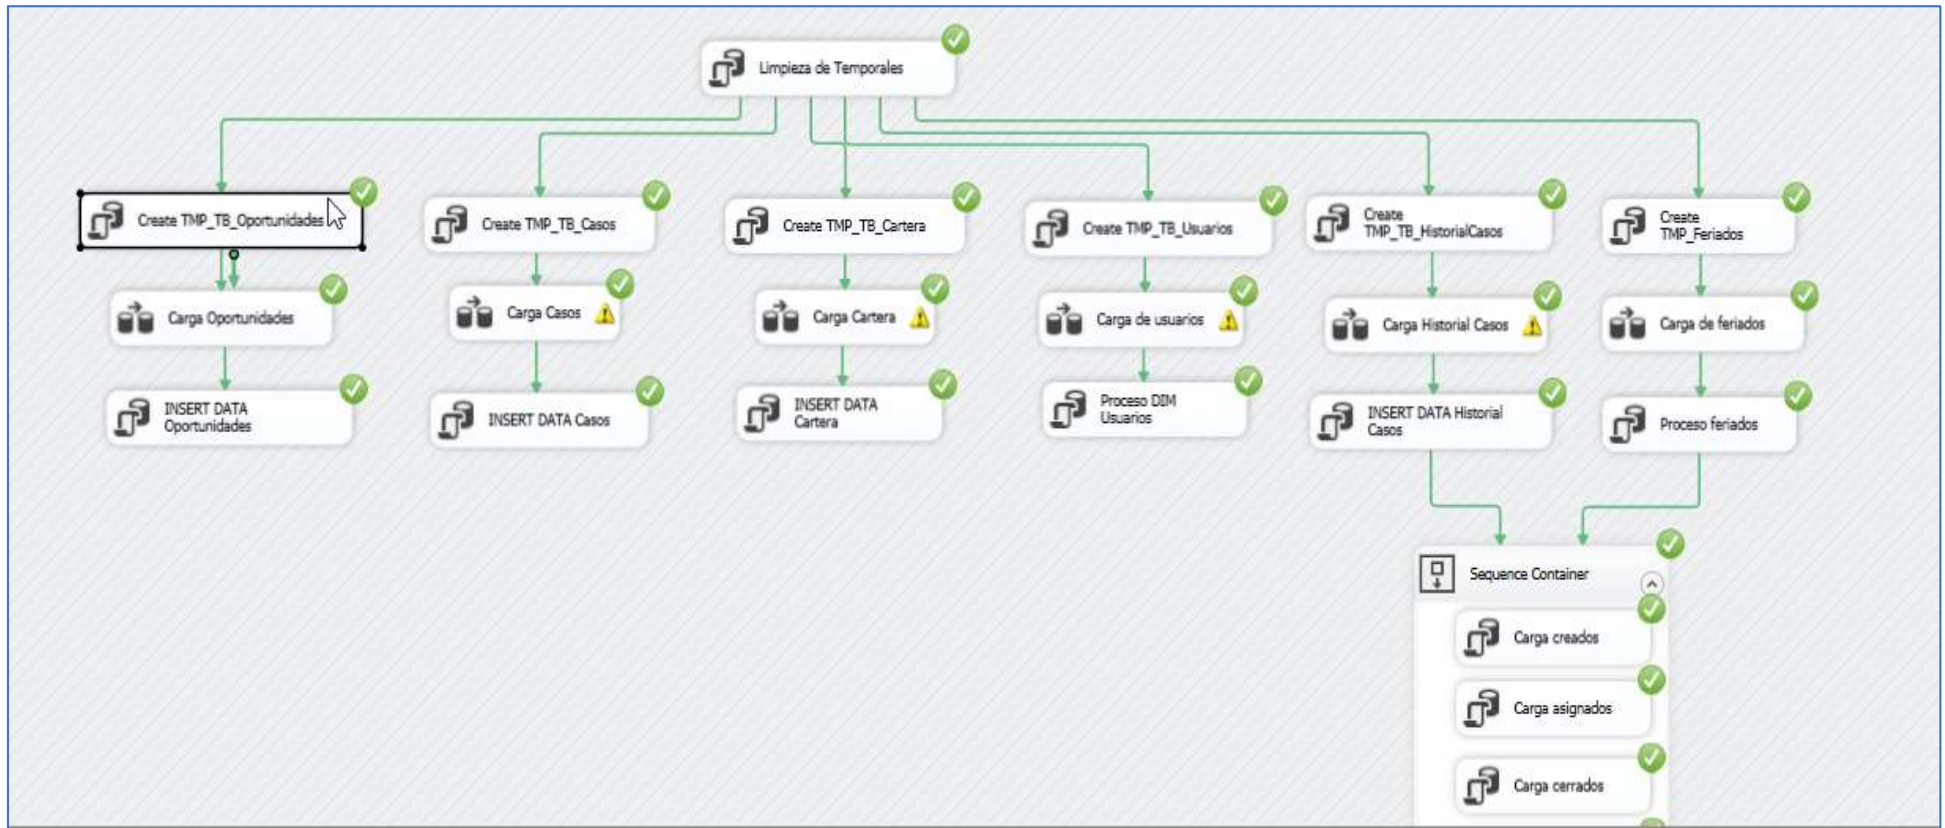 Limpieza de Temporales
Create TMP_TB_Oportunidades
Create TMP_TB_Casos
Create TMP_TB_Cartera
Create TMP_TB_Usuarios
Create
TMP_TB_HistorialCasos
Create
TMP_Feriados
Carga Oportunidades
Carga Casos
Carga Cartera
Carga de usuarios
Carga Historial Casos
Carga de feriados
INSERT DATA
Oportunidades
INSERT DATA Casos
INSERT DATA
Cartera
Proceso DIM
Usuarios
INSERT DATA Historial
Casos
Proceso feriados
Sequence Container
Carga creados
Carga asignados
Carga cerrados